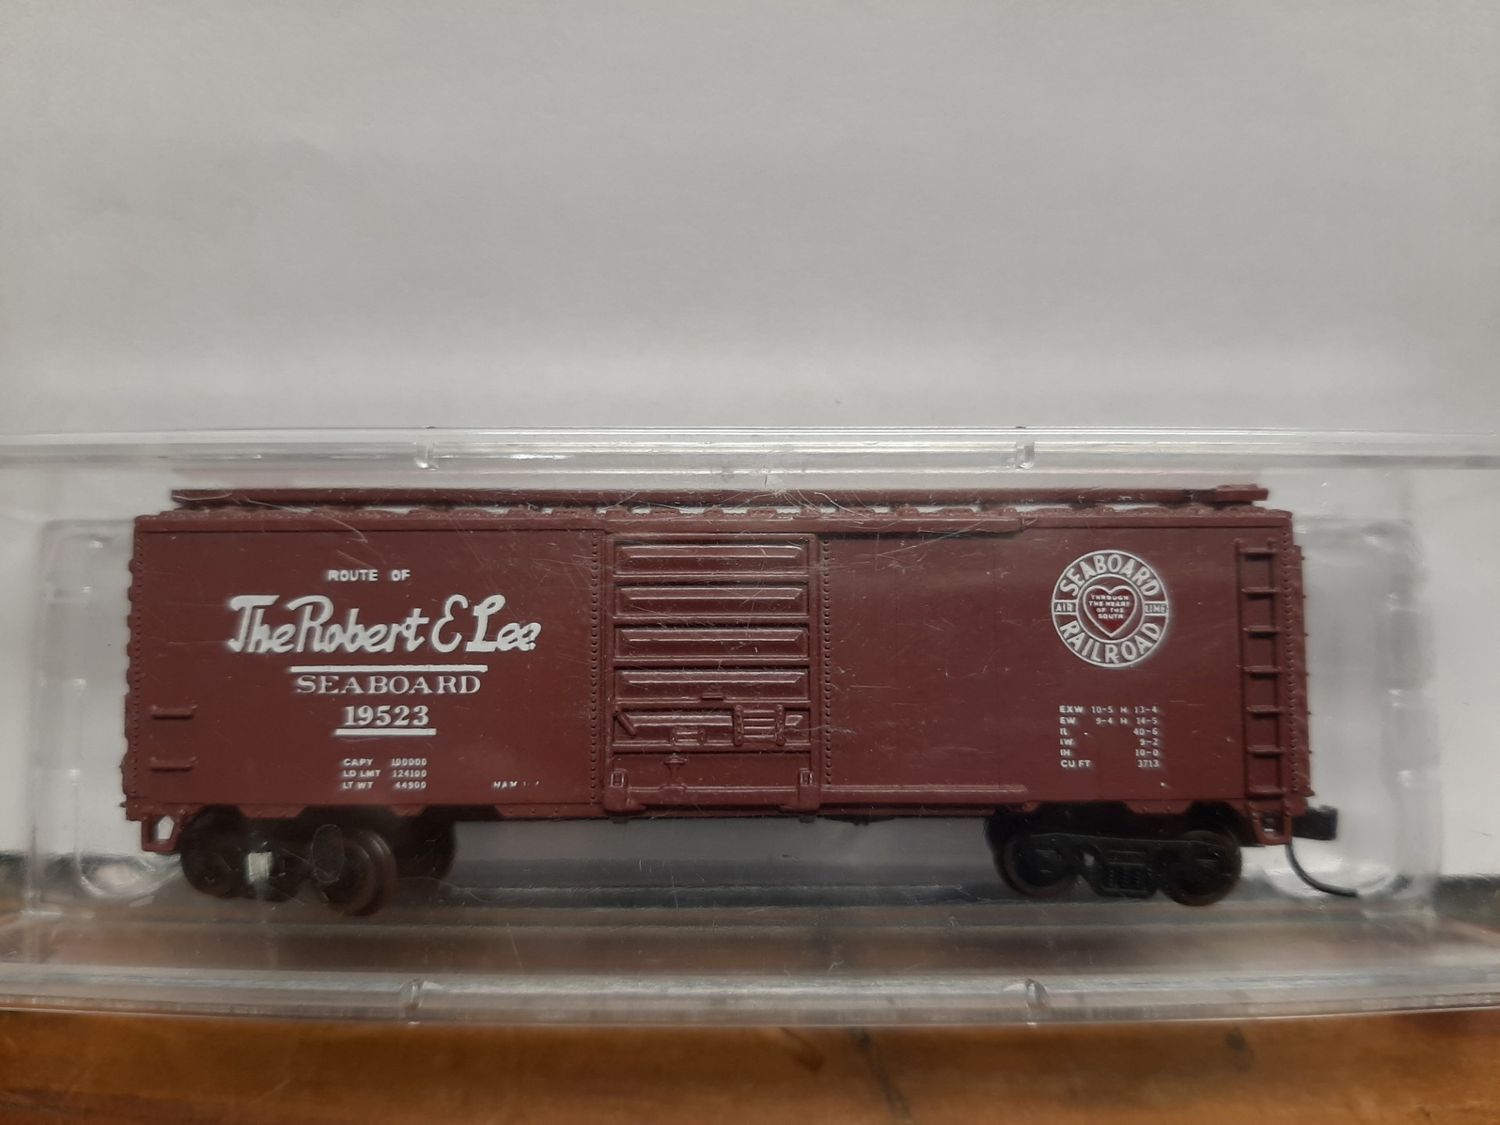 ROUTE OF
The Robert E Lee
SEABOARD
19523
CAPY 100000
LD LMT 124100
LT WT 44900
SEABOARD
AIR LINE
THROUGH
THE HEART
OF THE
SOUTH
RAILROAD
EXW 10-5 H 13-4
EW 9-4 H 14-5
IL 40-6
IW 9-2
IH 10-0
CU FT 3713